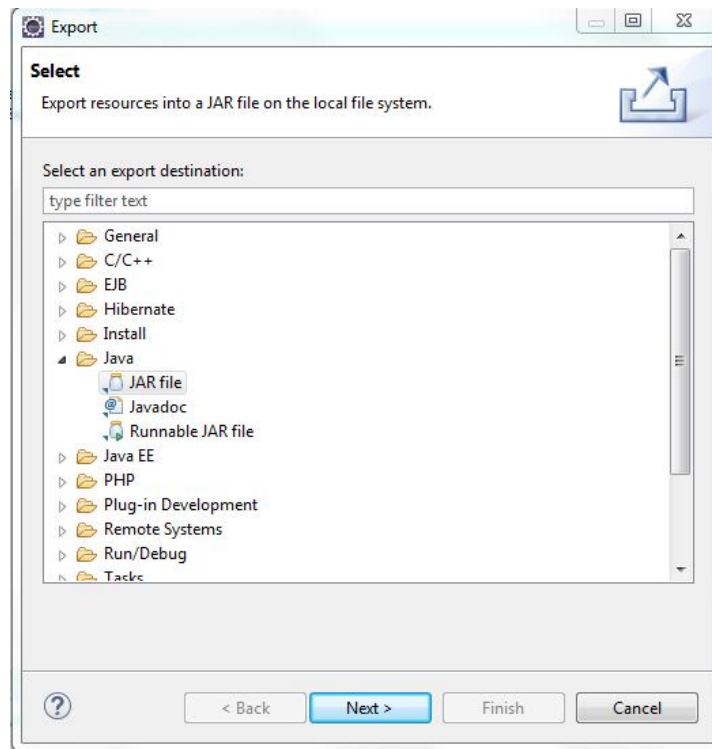 Export
Select
Export resources into a JAR file on the local file system.
Select an export destination:
type filter text
General
C/C++
EJB
Hibernate
Install
Java
JAR file
Javadoc
Runnable JAR file
Java EE
PHP
Plug-in Development
Remote Systems
Run/Debug
Tasks
< Back Next > Finish Cancel